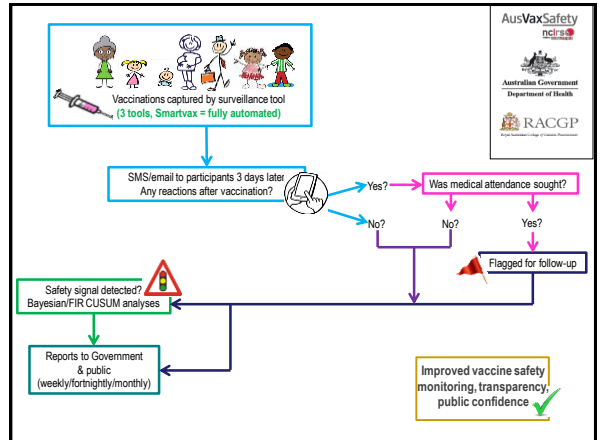 AusVaxSafety
ncirs
Australian Government
Department of Health
RACGP
Royal Australian College of General Practitioners
Vaccinations captured by surveillance tool
(3 tools, Smartvax = fully automated)
SMS/email to participants 3 days later
Any reactions after vaccination?
Yes?
Was medical attendance sought?
No?
No?
Yes?
Flagged for follow-up
Safety signal detected?
Bayesian/FIR CUSUM analyses
Reports to Government
& public
(weekly/fortnightly/monthly)
Improved vaccine safety
monitoring, transparency,
public confidence